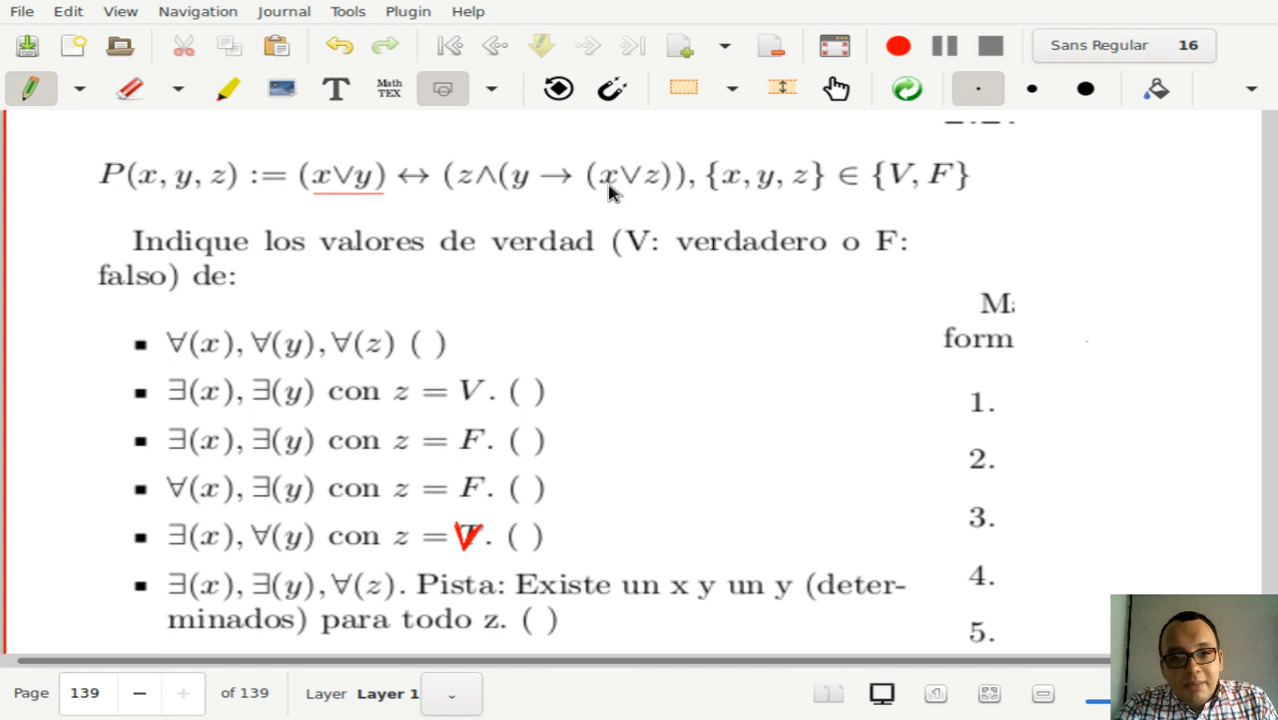 File Edit View Navigation Journal Tools Plugin Help
Sans Regular 16
T Math TEX
P(x, y, z) := (x∨y) ↔ (z∧(y → (x∨z)), {x, y, z} ∈ {V, F}
Indique los valores de verdad (V: verdadero o F:
falso) de:
▪ ∀(x), ∀(y), ∀(z) ( )
▪ ∃(x), ∃(y) con z = V. ( )
▪ ∃(x), ∃(y) con z = F. ( )
▪ ∀(x), ∃(y) con z = F. ( )
▪ ∃(x), ∀(y) con z = V. ( )
▪ ∃(x), ∃(y), ∀(z). Pista: Existe un x y un y (deter-
minados) para todo z. ( )
form
1.
2.
3.
4.
5.
Page 139 of 139 Layer Layer 1